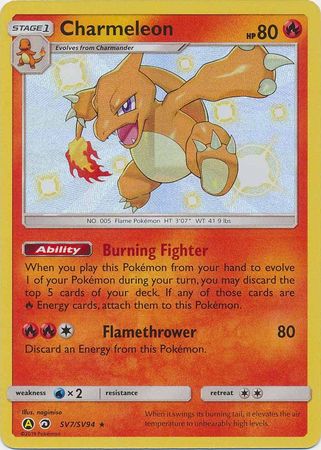 STAGE1
Charmeleon
HP80
Evolves from Charmander
NO. 005 Flame Pokémon HT: 3'07" WT: 41.9 lbs
Ability Burning Fighter
When you play this Pokémon from your hand to evolve
1 of your Pokémon during your turn, you may discard the
top 5 cards of your deck. If any of those cards are
Energy cards, attach them to this Pokémon.
Flamethrower 80
Discard an Energy from this Pokémon.
weakness ×2 resistance retreat
Illus. nagimiso
A SV7/SV94 ★
©2019 Pokémon
When it swings its burning tail, it elevates the air
temperature to unbearably high levels.